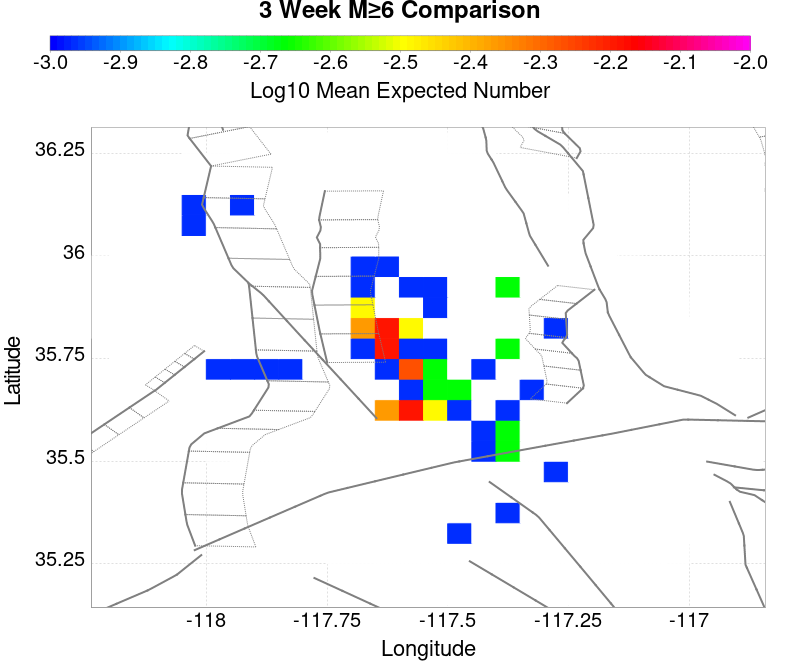 3 Week M≥6 Comparison
-3.0 -2.9 -2.8 -2.7 -2.6 -2.5 -2.4 -2.3 -2.2 -2.1 -2.0
Log10 Mean Expected Number
36.25
36
35.75
35.5
35.25
Latitude
-118 -117.75 -117.5 -117.25 -117
Longitude